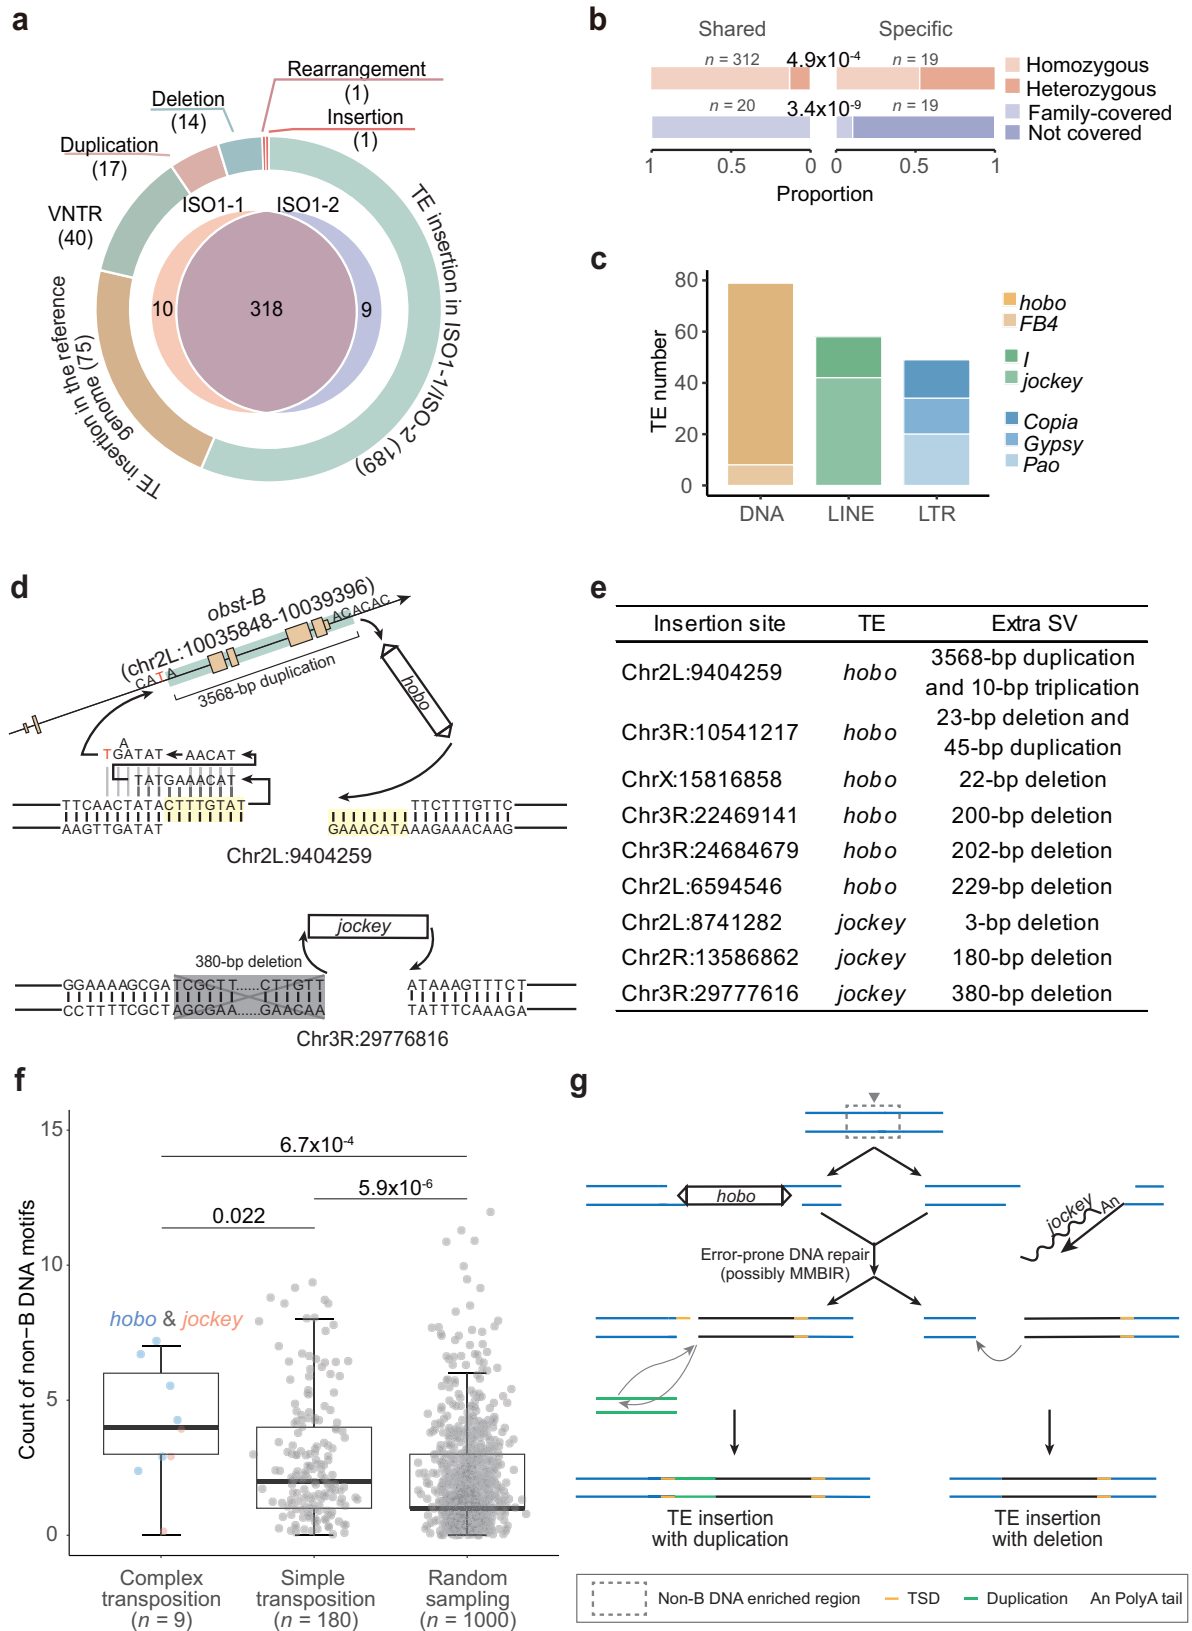 a
Rearrangement
(1)
Deletion
(14)
Insertion
(1)
Duplication
(17)
VNTR
(40)
ISO1-1
ISO1-2
10
318
9
TE insertion in ISO1-1/ISO-2 (189)
TE insertion in the reference
genome (75)
b
Shared
Specific
n = 312
4.9x10-4
n = 19
n = 20
3.4x10-9
n = 19
Homozygous
Heterozygous
Family-covered
Not covered
1
0.5
0
0
0.5
1
Proportion
c
TE number
80
60
40
20
0
DNA
LINE
LTR
hobo
FB4
I
jockey
Copia
Gypsy
Pao
d
obst-B
(chr2L:10035848-10039396)
CATA
ACACAC
3568-bp duplication
hobo
A
TGATAT
AACAT
TATGAAACAT
TTCAACTATACTTTGTAT
AAGTTGATAT
TTCTTTGTTC
GAAACATAAAGAAACAAG
Chr2L:9404259
jockey
380-bp deletion
GGAAAAGCGATCGCTT......CTTGTT
CCTTTTCGCTAGCGAA......GAACAA
ATAAAGTTTCT
TATTTCAAAGA
Chr3R:29776816
e
Insertion site TE Extra SV
Chr2L:9404259 hobo 3568-bp duplication
and 10-bp triplication
Chr3R:10541217 hobo 23-bp deletion and
45-bp duplication
ChrX:15816858 hobo 22-bp deletion
Chr3R:22469141 hobo 200-bp deletion
Chr3R:24684679 hobo 202-bp deletion
Chr2L:6594546 hobo 229-bp deletion
Chr2L:8741282 jockey 3-bp deletion
Chr2R:13586862 jockey 180-bp deletion
Chr3R:29777616 jockey 380-bp deletion
f
Count of non−B DNA motifs
15
10
5
0
6.7x10-4
5.9x10-6
0.022
hobo & jockey
Complex
transposition
(n = 9)
Simple
transposition
(n = 180)
Random
sampling
(n = 1000)
g
hobo
jockey
An
Error-prone DNA repair
(possibly MMBIR)
TE insertion
with duplication
TE insertion
with deletion
Non-B DNA enriched region
TSD
Duplication
An PolyA tail